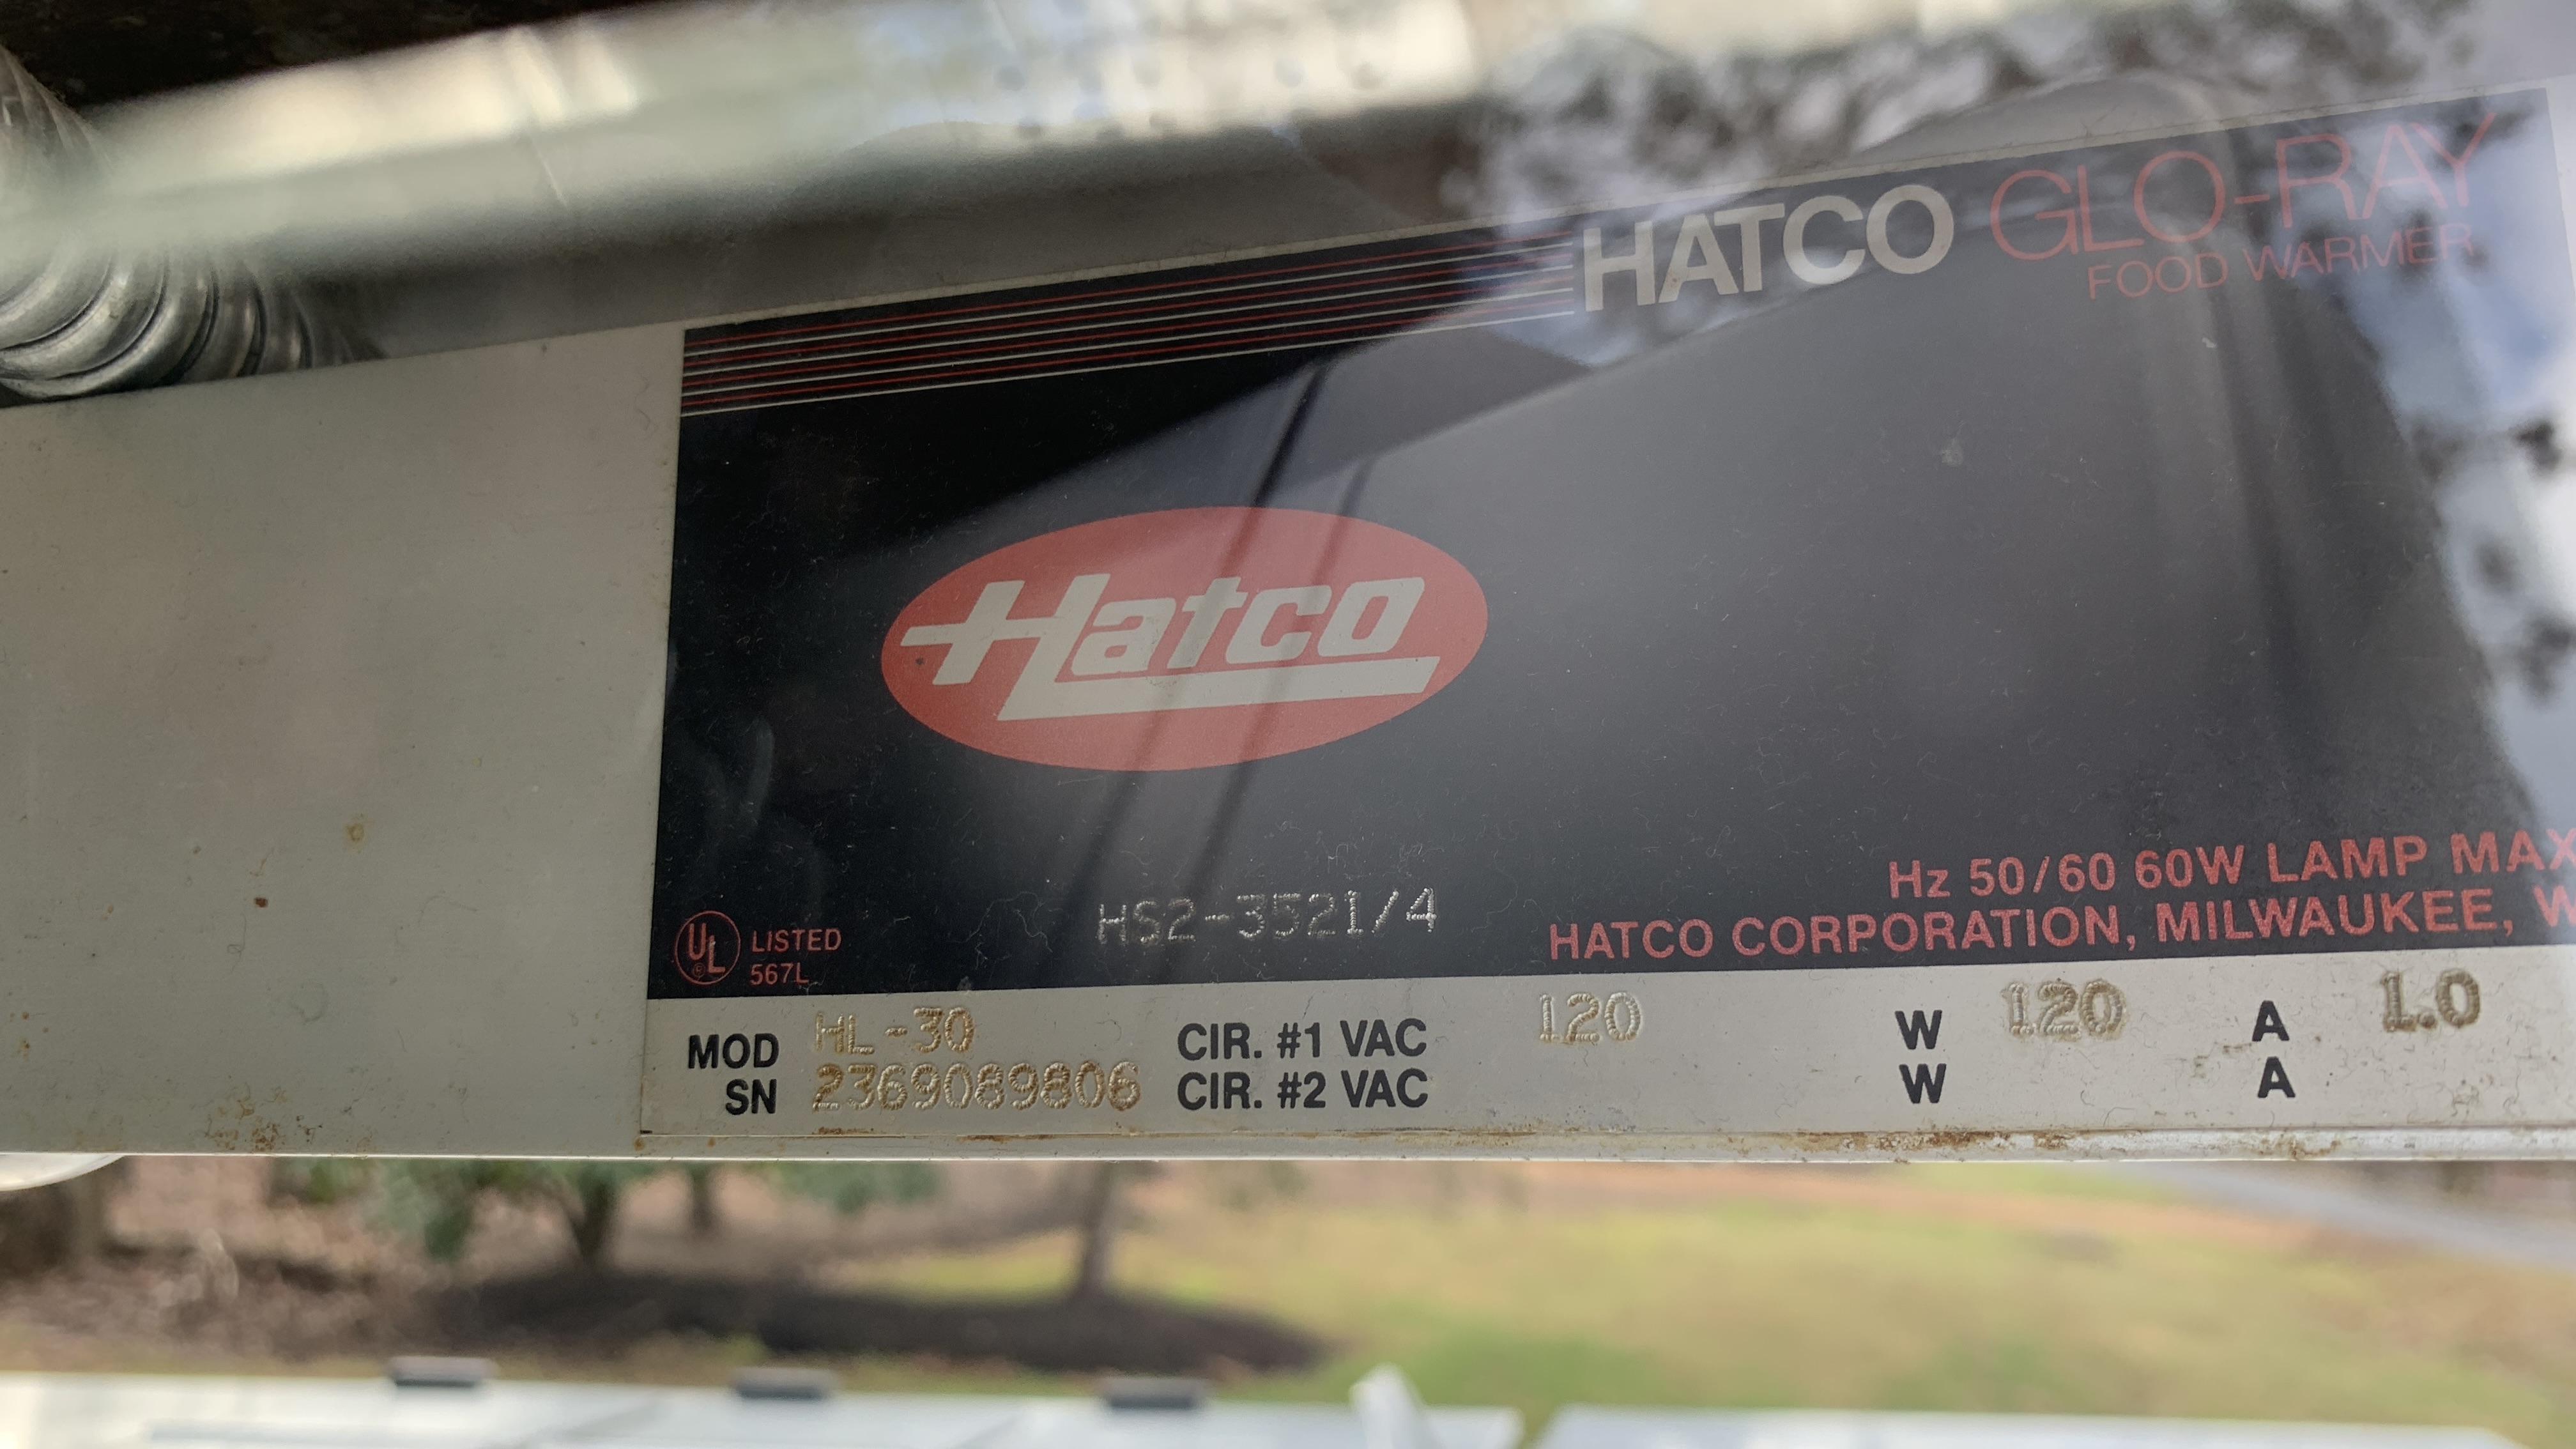 HATCO GLO-RAY
FOOD WARMER
Hatco
HS2-3521/4
Hz 50/60 60W LAMP MAX
HATCO CORPORATION, MILWAUKEE, W
UL LISTED
567L
MOD HL-30 CIR. #1 VAC 120 W 120 A 1.0
SN 2369089806 CIR. #2 VAC W A